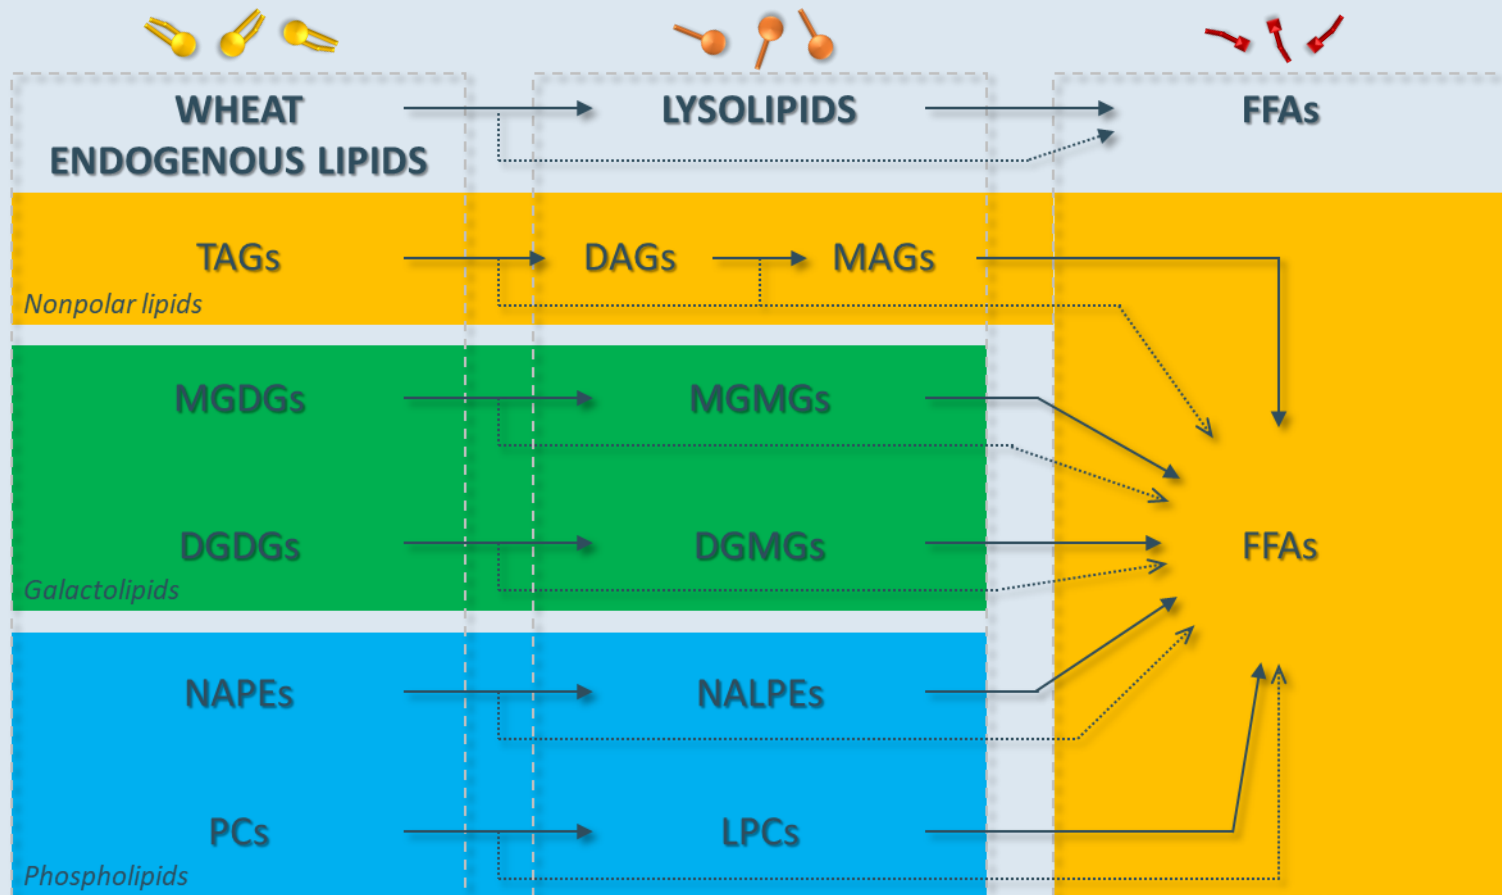 WHEAT
ENDOGENOUS LIPIDS
LYSOLIPIDS
FFAs
TAGs
DAGs
MAGs
Nonpolar lipids
MGDGs
MGMGs
DGDGs
DGMGs
FFAs
Galactolipids
NAPEs
NALPEs
PCs
LPCs
Phospholipids